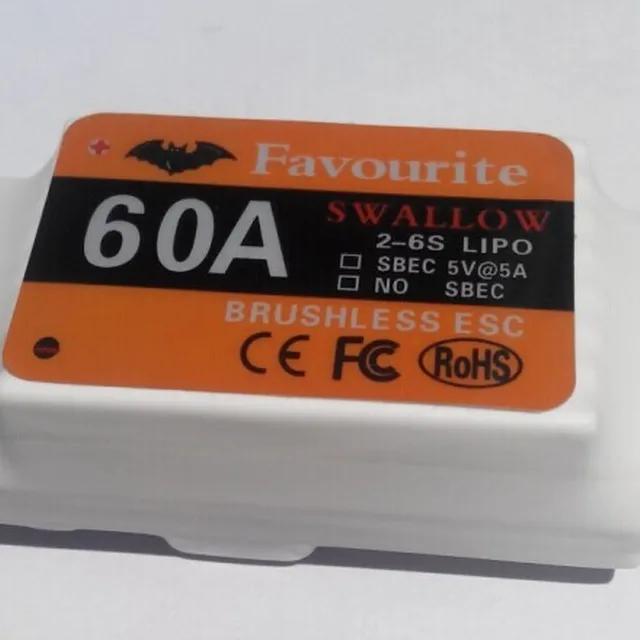 Favourite
60A
SWALLOW
2-6S LIPO
SBEC 5V@5A
NO SBEC
BRUSHLESS ESC
CE FC RoHS